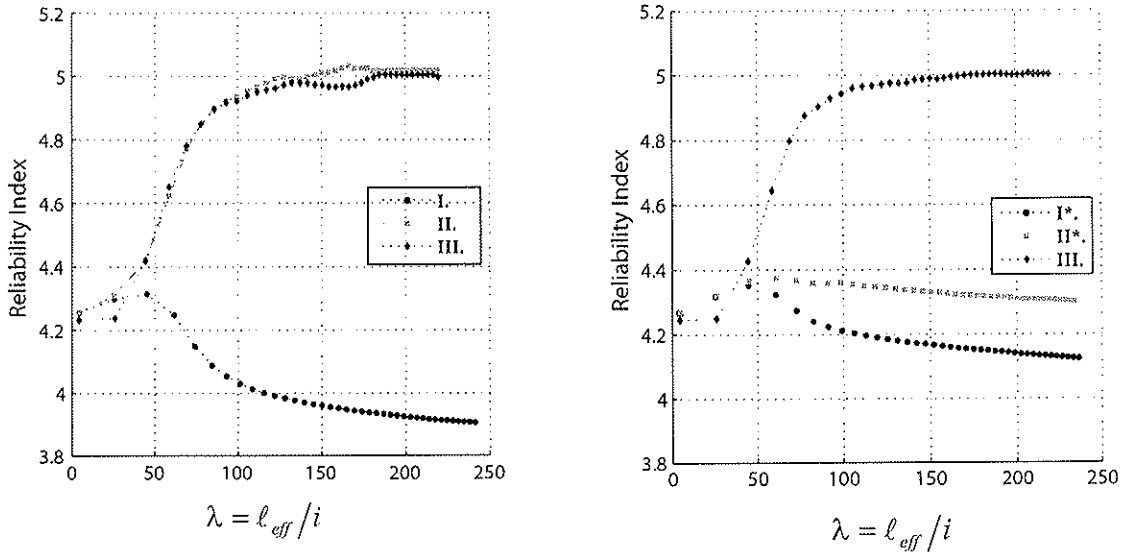 5.2
5
4.8
4.6
4.4
4.2
4
3.8
Reliability Index
I.
II.
III.
0 50 100 150 200 250
λ = ℓ eff / i
5.2
5
4.8
4.6
4.4
4.2
4
3.8
Reliability Index
I*.
II*.
III.
0 50 100 150 200 250
λ = ℓ eff / i